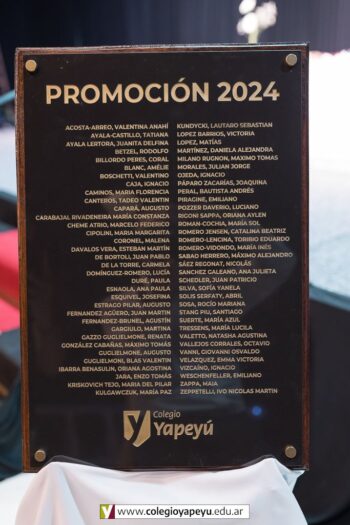 PROMOCIÓN 2024
ACOSTA-ABREO, VALENTINA ANAHÍ
AYALA-CASTILLO, TATIANA
AYALA LERTORA, JUANITA DELFINA
BETZEL, RODOLFO
BILLORDO PERES, CORAL
BLANC, AMÉLIE
BOSCHETTI, VALENTINO
CAJA, IGNACIO
CAMINOS, MARIA FLORENCIA
CANTEROS, TADEO VALENTIN
CAPARÁ, AUGUSTO
CARABAJAL RIVADENEIRA MARÍA CONSTANZA
CHEME ATRIO, MARCELO FEDERICO
CIPOLINI, MARIA MARGARITA
CORONEL, MALENA
DAVALOS VERA, ESTEBAN MARTÍN
DE BORTOLI, JUAN PABLO
DE LA TORRE, CARMELA
DOMÍNGUEZ-ROMERO, LUCÍA
DURÉ, PAULA
ESNAOLA, ANA PAULA
ESQUIVEL, JOSEFINA
ESTRAGO PILAR, AUGUSTO
FERNANDEZ AGÜERO, JUAN MARTIN
FERNANDEZ-BRUNEL, AGUSTÍN
GARCIULO, MARTINA
GAZZO GUGLIELMONE, RENATA
GONZÁLEZ CABAÑAS, MÁXIMO TOMÁS
GUGLIELMONE, AUGUSTO
GUGLIELMONI, BLAS VALENTIN
IBARRA BENASULIN, ORIANA AGOSTINA
JARA, ENZO TOMÁS
KRISKOVICH TEJO, MARIA DEL PILAR
KULGAWCZUK, MARÍA PAZ
KUNDYCKI, LAUTARO SEBASTIAN
LOPEZ BARRIOS, VICTORIA
LOPEZ, MATÍAS
MARTÍNEZ, DANIELA ALEJANDRA
MILANO RUGNON, MAXIMO TOMAS
MORALES, JULIAN JORGE
OJEDA, IGNACIO
PÁPARO ZACARÍAS, JOAQUINA
PERAL, BAUTISTA ANDRÉS
PIRAGINE, EMILIANO
POZZER DAVERIO, LUCIANO
RIGONI SAPPA, ORIANA AYLEN
ROMAN-COCHIA, MARÍA SOL
ROMERO JENSEN, CATALINA BEATRIZ
ROMERO-LENCINA, TORIBIO EDUARDO
ROMERO-VIDONDO, MARÍA INÉS
SABAO HERRERO, MÁXIMO ALEJANDRO
SÁEZ REGONAT, NICOLÁS
SANCHEZ GALEANO, ANA JULIETA
SCHEDLER, JUAN PATRICIO
SILVA, SOFÍA YANELA
SOLIS SERPATY, ABRIL
SOSA, ROCÍO MARIANA
STANG PIU, SANTIAGO
SUERTE, MARÍA AZUL
TRESSENS, MARÍA LUCILA
VALETTO, NATASHA AGUSTINA
VALLEJOS CORRALES, OCTAVIO
VANNI, GIOVANNI OSVALDO
VELAZQUEZ, EMMA VICTORIA
VIZCAÍNO, IGNACIO
WESCHENFELLER, EMILIANO
ZAPPA, MAIA
ZEPPETELLI, IVO NICOLAS MARTIN
Colegio
Yapeyú
www.colegioyapeyu.edu.ar